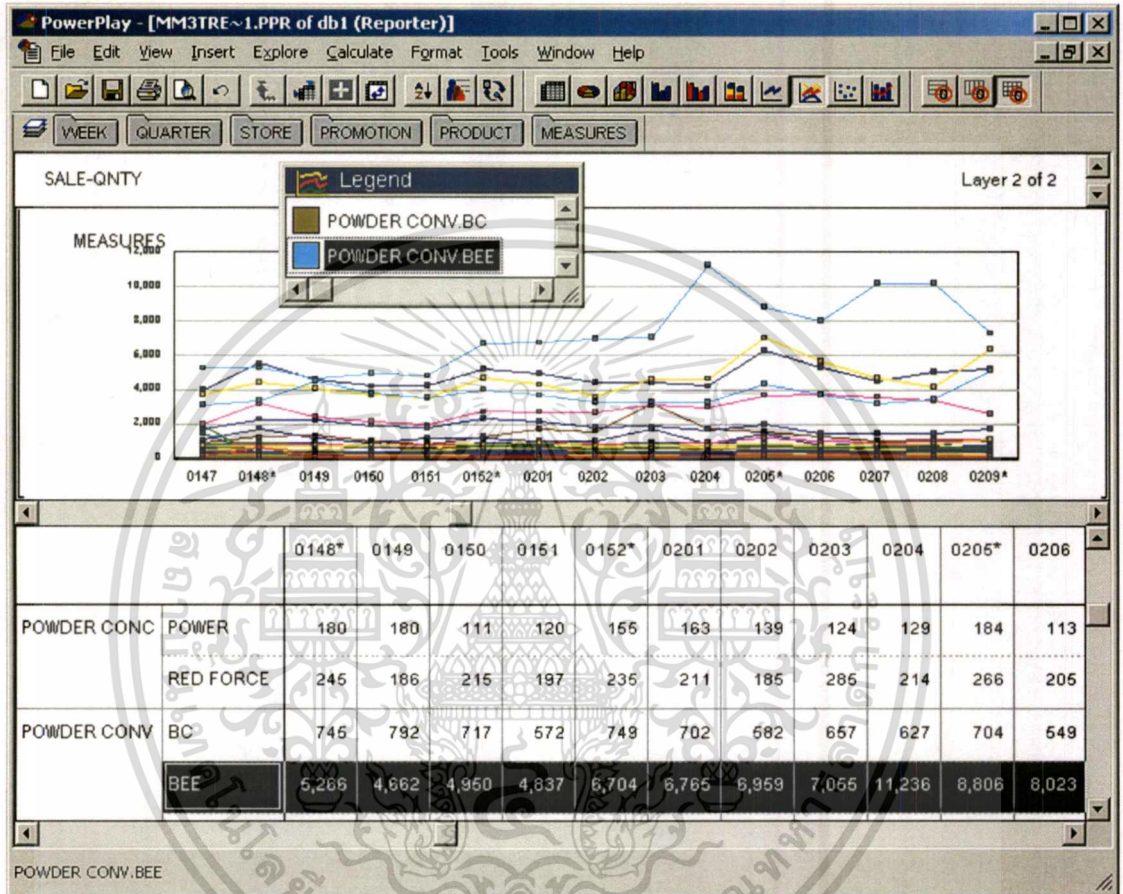 PowerPlay - [MM3TRE~1.PPR of db1 (Reporter)]
File Edit View Insert Explore Calculate Format Tools Window Help
WEEK QUARTER STORE PROMOTION PRODUCT MEASURES
SALE-QNTY
Layer 2 of 2
Legend
POWDER CONV.BC
POWDER CONV.BEE
MEASURES
12,000
10,000
8,000
6,000
4,000
2,000
0
0147 0148* 0149 0150 0151 0152* 0201 0202 0203 0204 0205* 0206 0207 0208 0209*
0148* 0149 0150 0151 0152* 0201 0202 0203 0204 0205* 0206
POWDER CONC POWER 180 180 111 120 155 163 139 124 129 184 113
RED FORCE 245 186 215 197 235 211 185 285 214 266 205
POWDER CONV BC 745 792 717 572 749 702 582 657 627 704 549
BEE 5,286 4,662 4,950 4,837 6,704 6,765 6,959 7,055 11,236 8,806 8,023
POWDER CONV.BEE